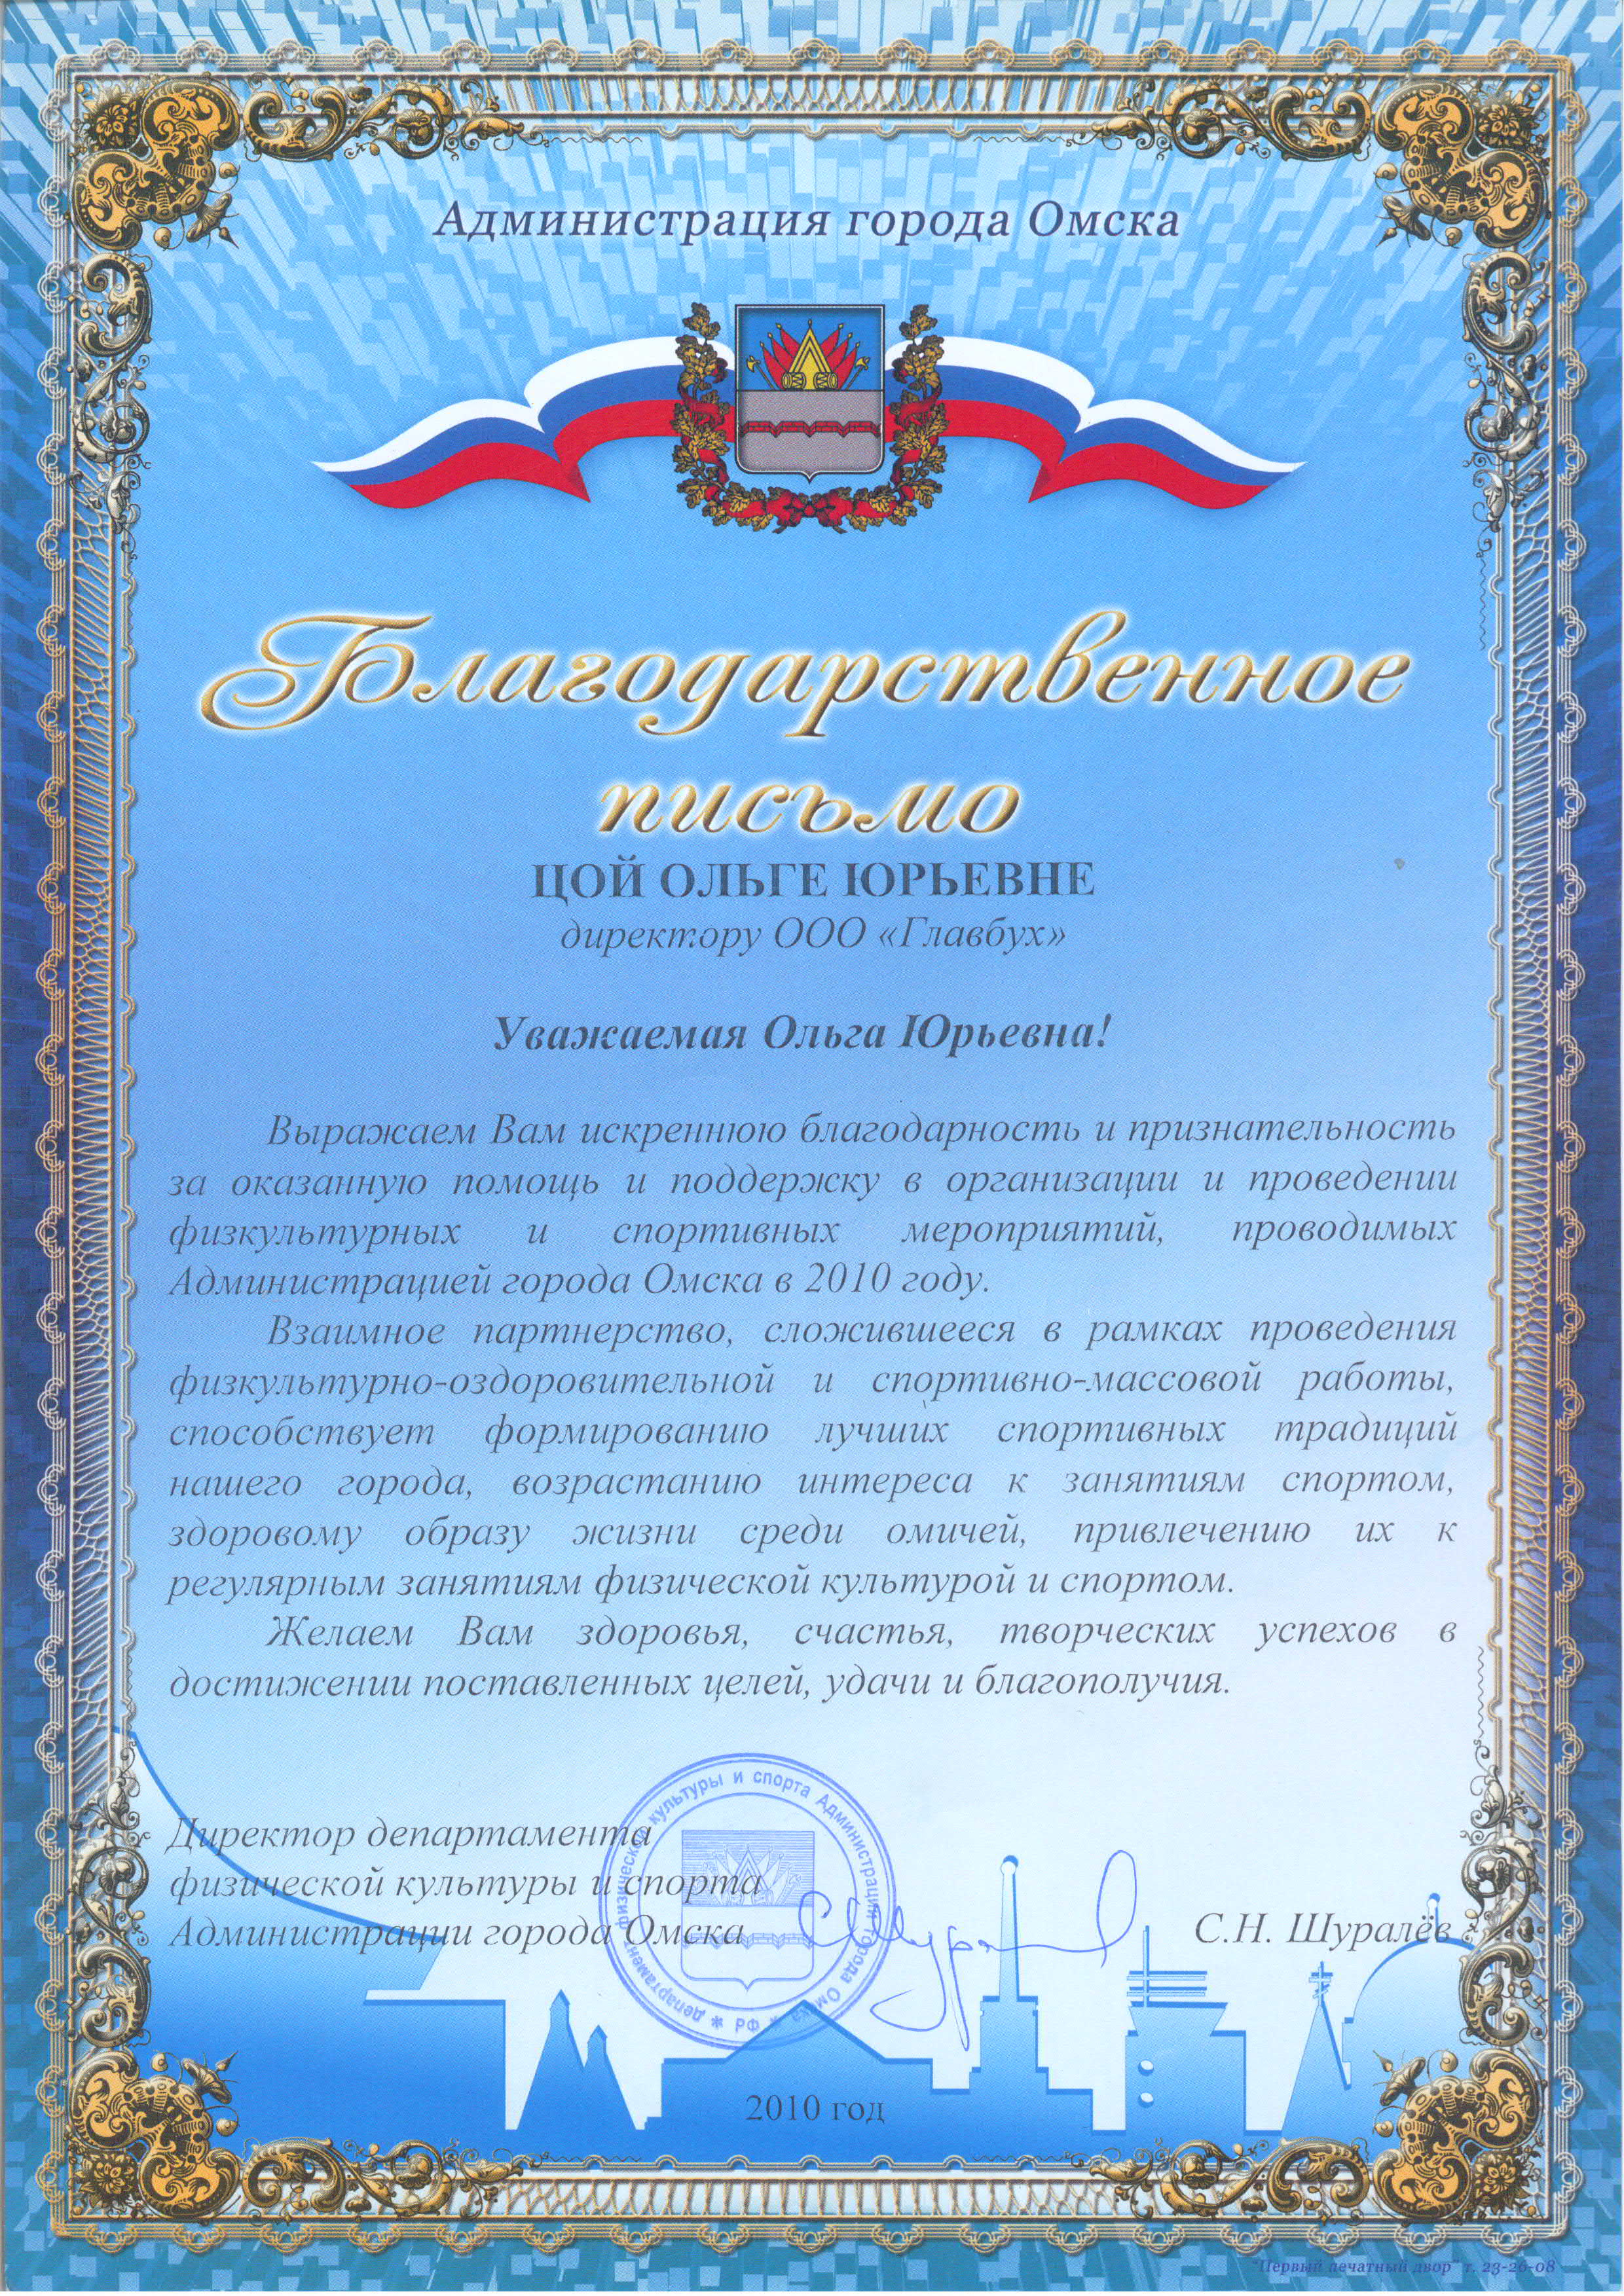 Администрация города Омска
Благодарственное
письмо
ЦОЙ ОЛЬГЕ ЮРЬЕВНЕ
директору ООО «Главбух»
Уважаемая Ольга Юрьевна!
Выражаем Вам искреннюю благодарность и признательность
за оказанную помощь и поддержку в организации и проведении
физкультурных и спортивных мероприятий, проводимых
Администрацией города Омска в 2010 году.
Взаимное партнерство, сложившееся в рамках проведения
физкультурно-оздоровительной и спортивно-массовой работы,
способствует формированию лучших спортивных традиций
нашего города, возрастанию интереса к занятиям спортом,
здоровому образу жизни среди омичей, привлечению их к
регулярным занятиям физической культурой и спортом.
Желаем Вам здоровья, счастья, творческих успехов в
достижении поставленных целей, удачи и благополучия.
Директор департамента
физической культуры и спорта
Администрации города Омска
С.Н. Шуралёв
департамент физической культуры и спорта Администрации города Омска * РФ *
2010 год
"Первый печатный двор" т. 23-26-08